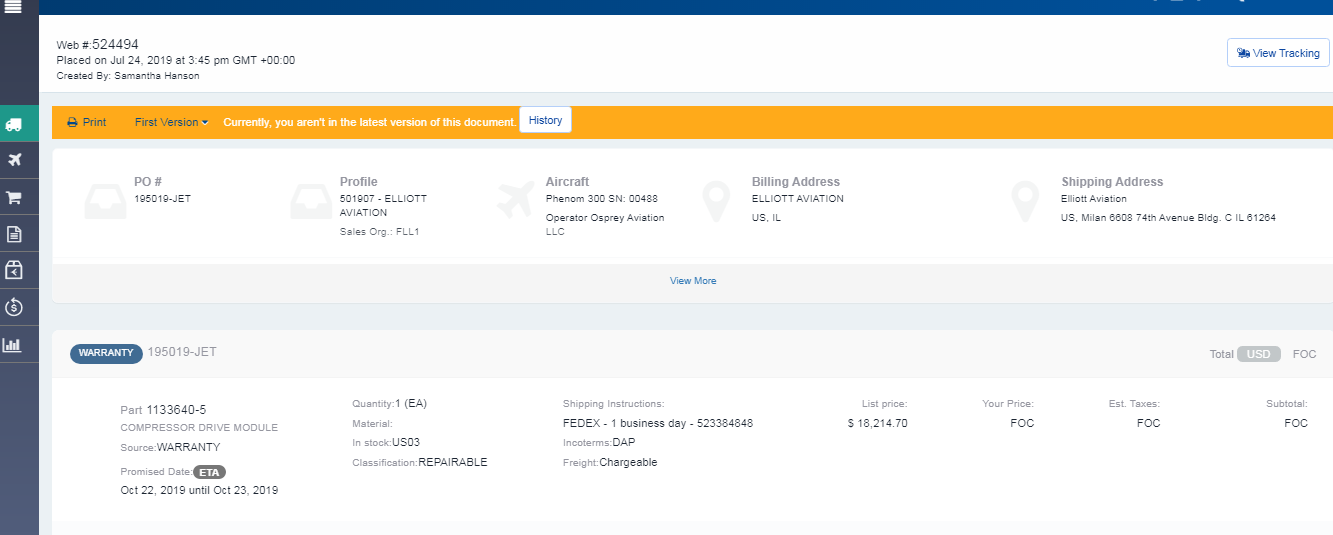 Web #:524494
Placed on Jul 24, 2019 at 3:45 pm GMT +00:00
Created By: Samantha Hanson
View Tracking
Print
First Version
Currently, you aren't in the latest version of this document.
History
PO #
195019-JET
Profile
501907 - ELLIOTT
AVIATION
Sales Org.: FLL1
Aircraft
Phenom 300 SN: 00488
Operator Osprey Aviation
LLC
Billing Address
ELLIOTT AVIATION
US, IL
Shipping Address
Elliott Aviation
US, Milan 6608 74th Avenue Bldg. C IL 61264
View More
WARRANTY 195019-JET
Total USD FOC
Part 1133640-5
COMPRESSOR DRIVE MODULE
Source:WARRANTY
Promised Date: ETA
Oct 22, 2019 until Oct 23, 2019
Quantity:1 (EA)
Material:
In stock:US03
Classification:REPAIRABLE
Shipping Instructions:
FEDEX - 1 business day - 523384848
Incoterms:DAP
Freight:Chargeable
List price:
$ 18,214.70
Your Price:
FOC
Est. Taxes:
FOC
Subtotal:
FOC